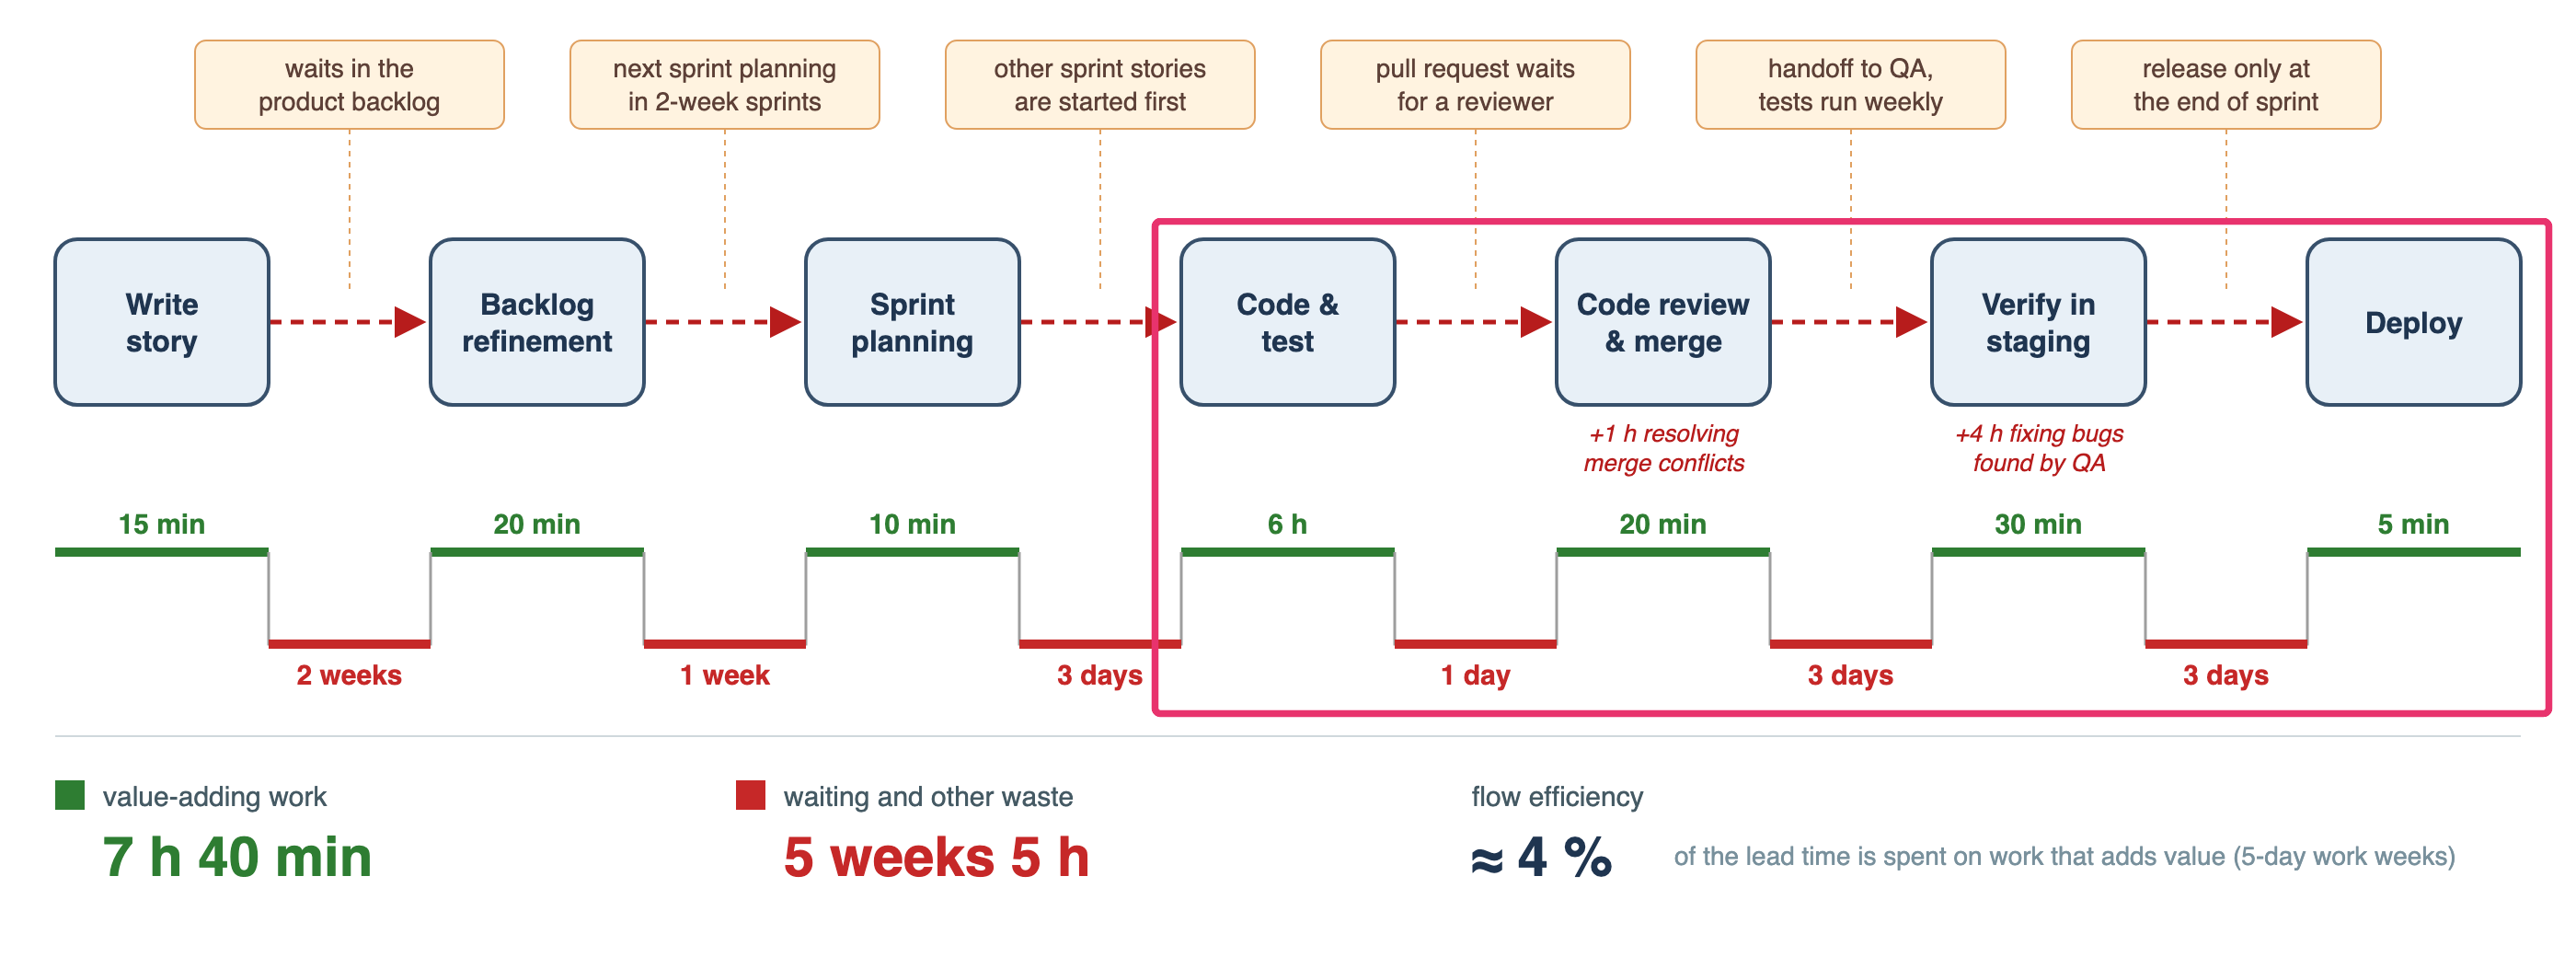 waits in the
product backlog
next sprint planning
in 2-week sprints
other sprint stories
are started first
pull request waits
for a reviewer
handoff to QA,
tests run weekly
release only at
the end of sprint
Write
story
Backlog
refinement
Sprint
planning
Code &
test
Code review
& merge
Verify in
staging
Deploy
+1 h resolving
merge conflicts
+4 h fixing bugs
found by QA
15 min
20 min
10 min
6 h
20 min
30 min
5 min
2 weeks
1 week
3 days
1 day
3 days
3 days
value-adding work
7 h 40 min
waiting and other waste
5 weeks 5 h
flow efficiency
≈ 4 %
of the lead time is spent on work that adds value (5-day work weeks)